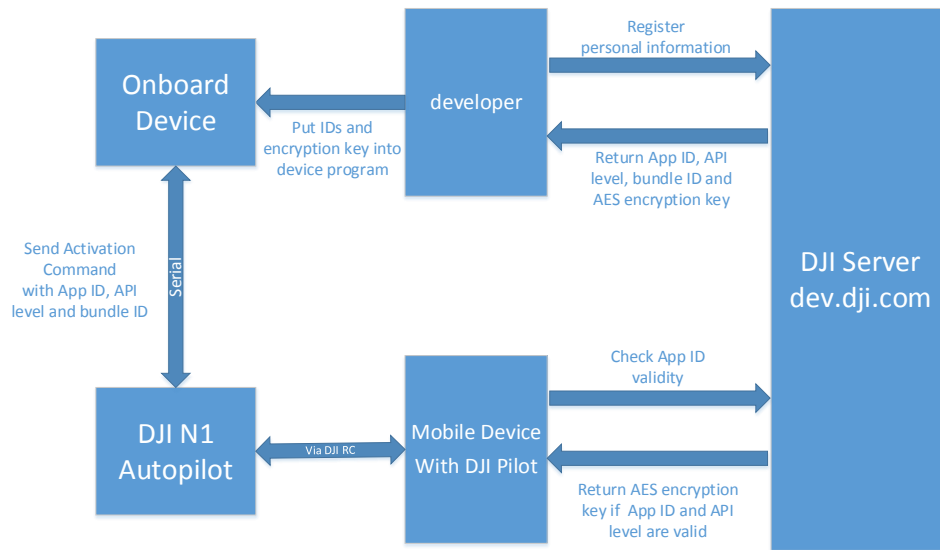 Onboard
Device
Put IDs and
encryption key into
device program
developer
Register
personal information
Return App ID, API
level, bundle ID and
AES encryption key
DJI Server
dev.dji.com
Send Activation
Command
with App ID, API
level and bundle ID
Serial
DJI N1
Autopilot
Via DJI RC
Mobile Device
With DJI Pilot
Check App ID
validity
Return AES encryption
key if App ID and API
level are valid